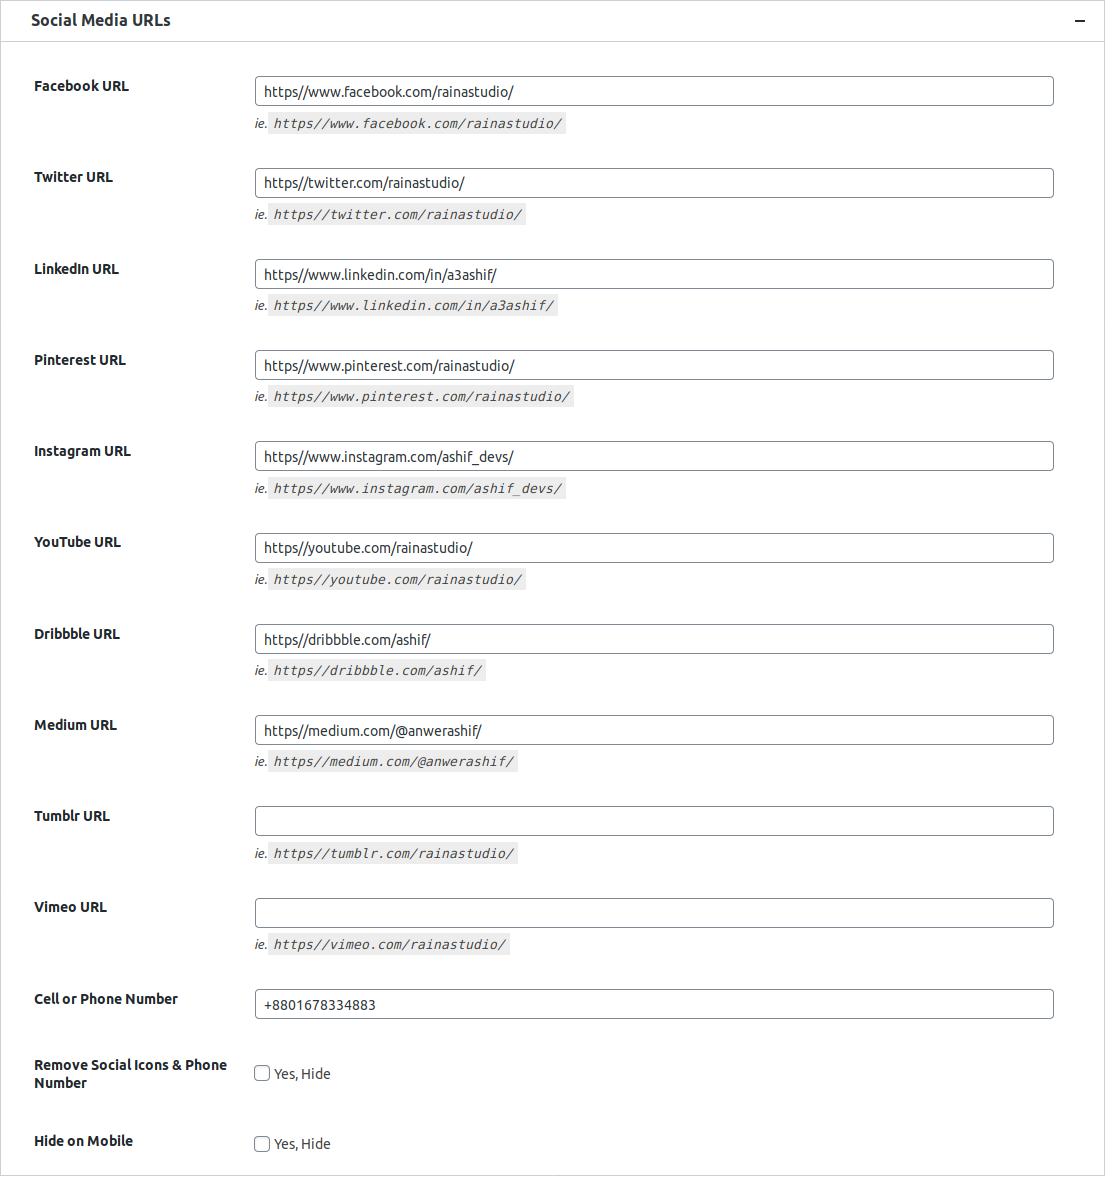 Social Media URLs
Facebook URL
https//www.facebook.com/rainastudio/
ie. https//www.facebook.com/rainastudio/
Twitter URL
https//twitter.com/rainastudio/
ie. https//twitter.com/rainastudio/
LinkedIn URL
https//www.linkedin.com/in/a3ashif/
ie. https//www.linkedin.com/in/a3ashif/
Pinterest URL
https//www.pinterest.com/rainastudio/
ie. https//www.pinterest.com/rainastudio/
Instagram URL
https//www.instagram.com/ashif_devs/
ie. https//www.instagram.com/ashif_devs/
YouTube URL
https//youtube.com/rainastudio/
ie. https//youtube.com/rainastudio/
Dribbble URL
https//dribbble.com/ashif/
ie. https//dribbble.com/ashif/
Medium URL
https//medium.com/@anwerashif/
ie. https//medium.com/@anwerashif/
Tumblr URL
ie. https//tumblr.com/rainastudio/
Vimeo URL
ie. https//vimeo.com/rainastudio/
Cell or Phone Number
+8801678334883
Remove Social Icons & Phone
Number
Yes, Hide
Hide on Mobile
Yes, Hide